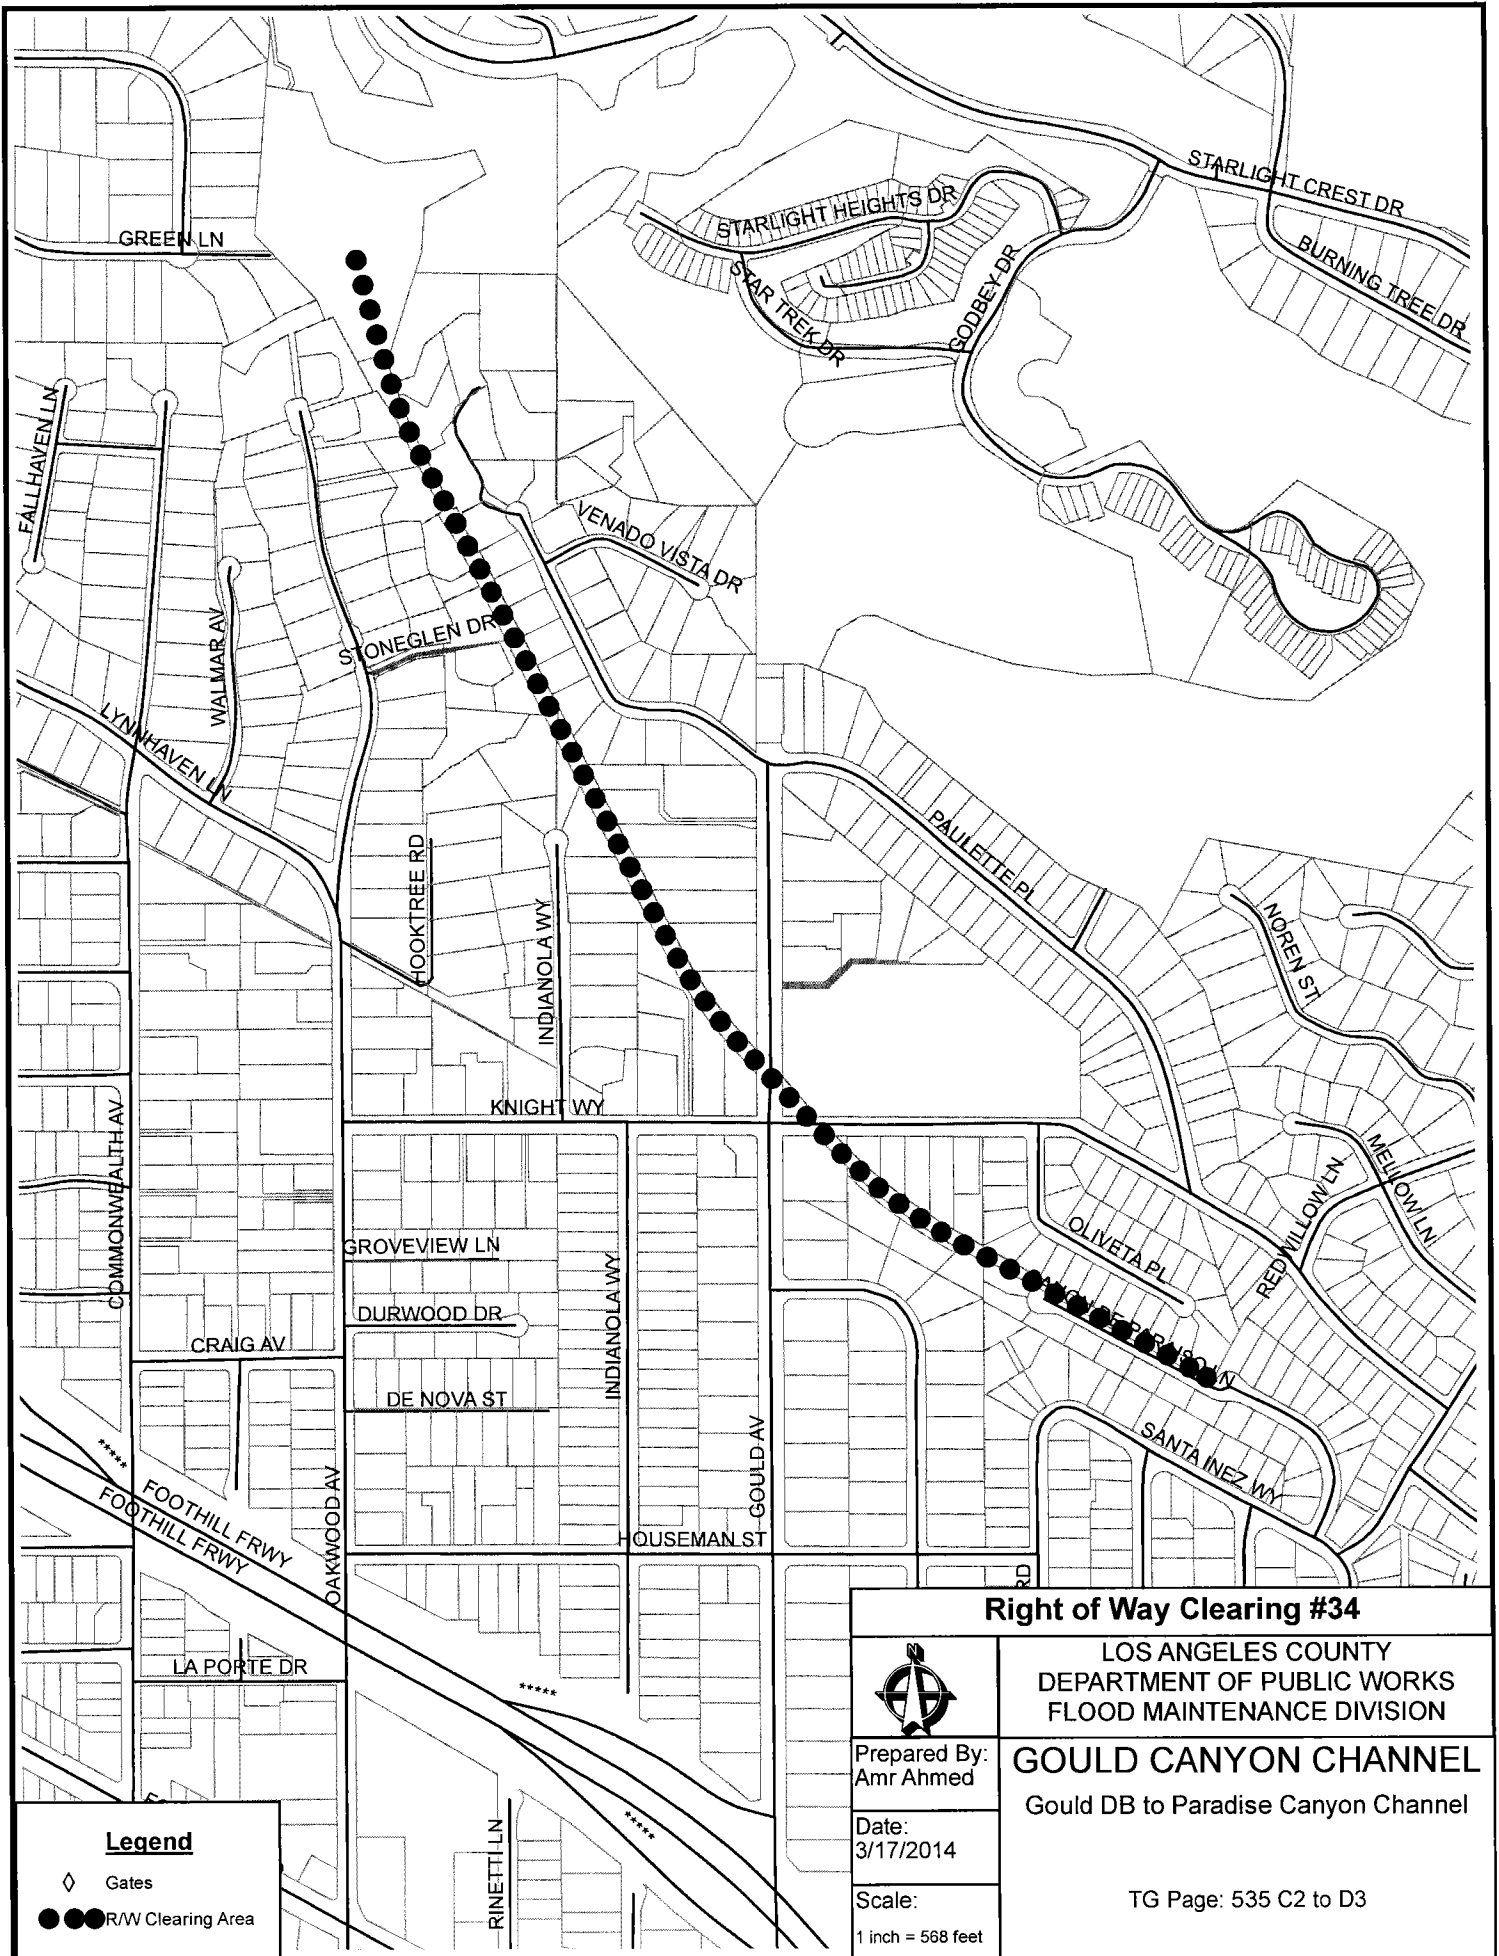 STARLIGHT CREST DR
STARLIGHT HEIGHTS DR
GREEN LN
BURNING TREE DR
GODBEY DR
STAR TREK DR
FALLHAVEN LN
VENADO VISTA DR
STONEGLEN DR
WALMAR AV
LYNNHAVEN LN
PAULETTE PL
HOOKTREE RD
INDIANOLA WY
NOREN ST
KNIGHT WY
COMMONWEALTH AV
MELLOW LN
REDWILLOW LN
OLIVETA PL
GROVEVIEW LN
INDIANOLA WY
DURWOOD DR
CRAIG AV
DE NOVA ST
GOULD AV
SANTA INEZ WY
*****
FOOTHILL FRWY
FOOTHILL FRWY
OAKWOOD AV
HOUSEMAN ST
RD
LA PORTE DR
*****
*****
RINETTI LN
Legend
Gates
R/W Clearing Area
Right of Way Clearing #34
N
LOS ANGELES COUNTY
DEPARTMENT OF PUBLIC WORKS
FLOOD MAINTENANCE DIVISION
Prepared By:
Amr Ahmed
GOULD CANYON CHANNEL
Gould DB to Paradise Canyon Channel
Date:
3/17/2014
TG Page: 535 C2 to D3
Scale:
1 inch = 568 feet